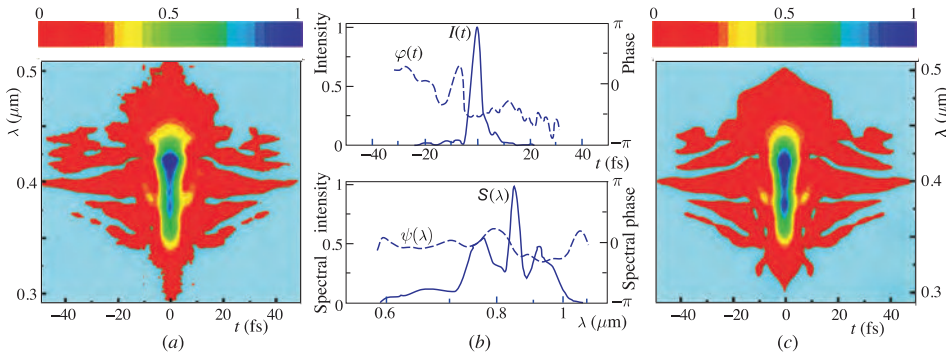 0 0.5 1
0.5
0.4
0.3
λ (μm)
−40 −20 0 20 40
t (fs)
(a)
Intensity
1
0.5
0
φ(t)
I(t)
π
0
−π
Phase
−40 −20 0 20 40
t (fs)
Spectral intensity
1
0.5
0
ψ(λ)
S(λ)
π
0
−π
Spectral phase
0.6 0.8 1
λ (μm)
(b)
0 0.5 1
0.5
0.4
0.3
λ (μm)
−40 −20 0 20 40
t (fs)
(c)